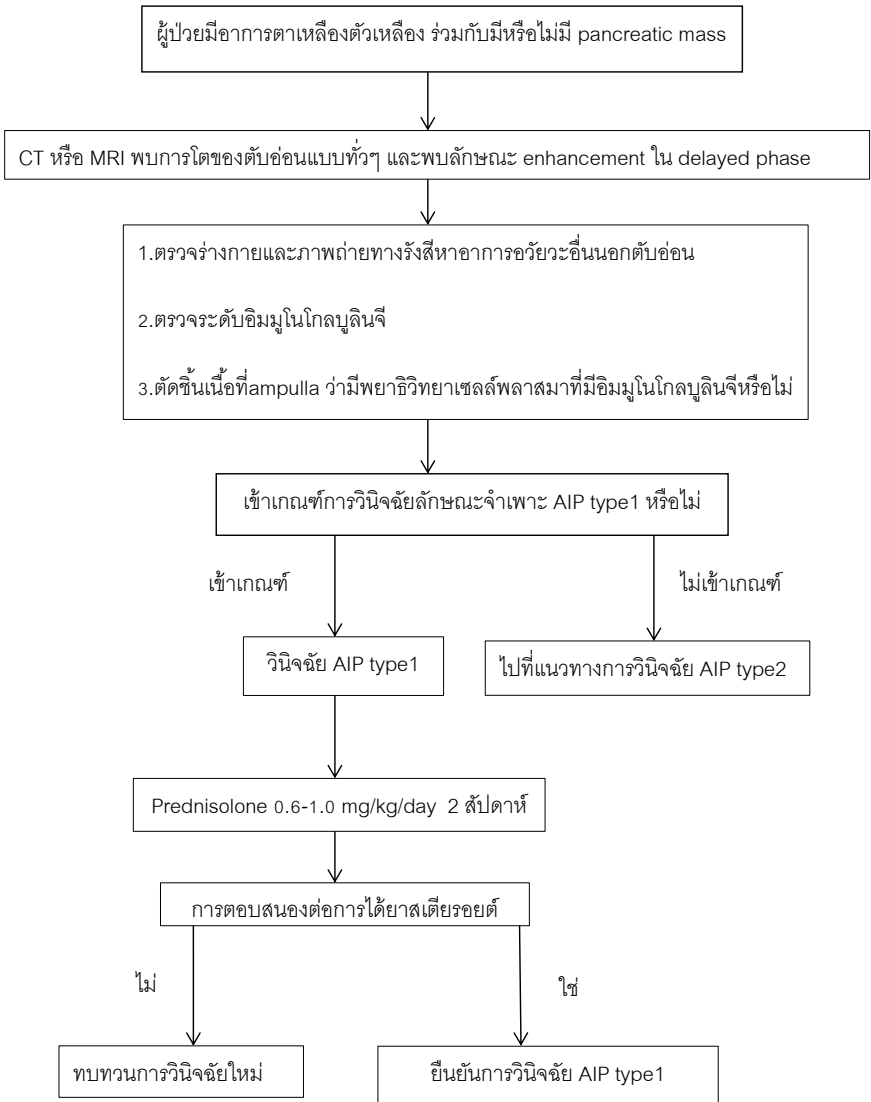 ผู้ป่วยมีอาการตาเหลืองตัวเหลือง ร่วมกับมีหรือไม่มี pancreatic mass
CT หรือ MRI พบการโตของตับอ่อนแบบทั่วๆ และพบลักษณะ enhancement ใน delayed phase
1.ตรวจร่างกายและภาพถ่ายทางรังสีหาอาการอวัยวะอื่นนอกตับอ่อน
2.ตรวจระดับอิมมูโนโกลบูลินจี
3.ตัดชิ้นเนื้อที่ampulla ว่ามีพยาธิวิทยาเซลล์พลาสมาที่มีอิมมูโนโกลบูลินจีหรือไม่
เข้าเกณฑ์การวินิจฉัยลักษณะจำเพาะ AIP type1 หรือไม่
เข้าเกณฑ์
ไม่เข้าเกณฑ์
วินิจฉัย AIP type1
ไปที่แนวทางการวินิจฉัย AIP type2
Prednisolone 0.6-1.0 mg/kg/day 2 สัปดาห์
การตอบสนองต่อการได้ยาสเตียรอยต์
ไม่
ใช่
ทบทวนการวินิจฉัยใหม่
ยืนยันการวินิจฉัย AIP type1